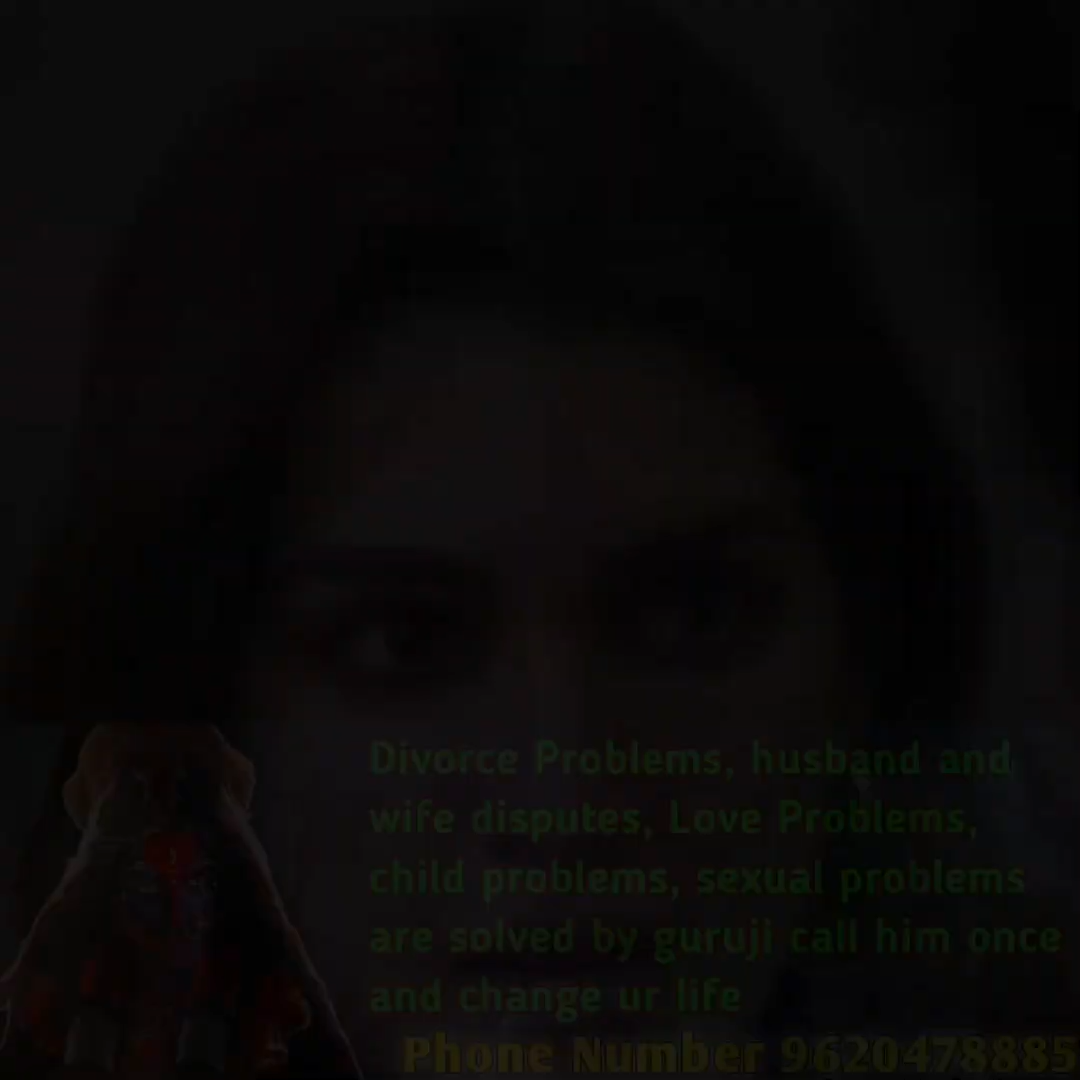 Divorce Problems, husband and
wife disputes, Love Problems,
child problems, sexual problems
are solved by guruji call him once
and change ur life
Phone Number 9620478885